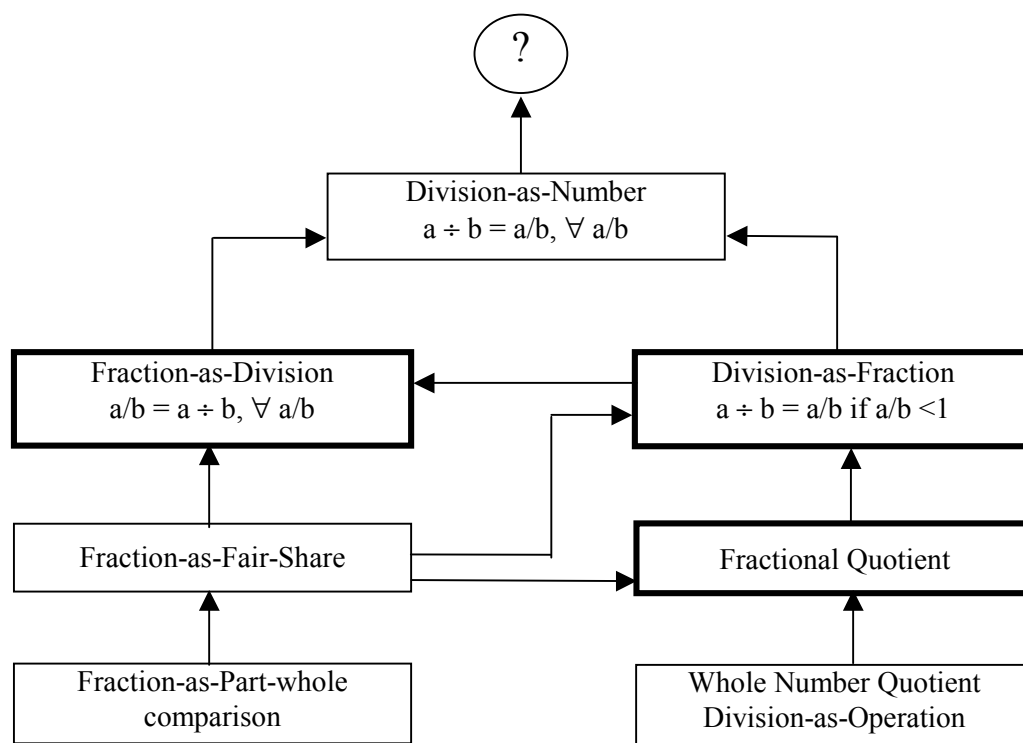 ?
Division-as-Number
a ÷ b = a/b, ∀ a/b
Fraction-as-Division
a/b = a ÷ b, ∀ a/b
Division-as-Fraction
a ÷ b = a/b if a/b <1
Fraction-as-Fair-Share
Fractional Quotient
Fraction-as-Part-whole
comparison
Whole Number Quotient
Division-as-Operation